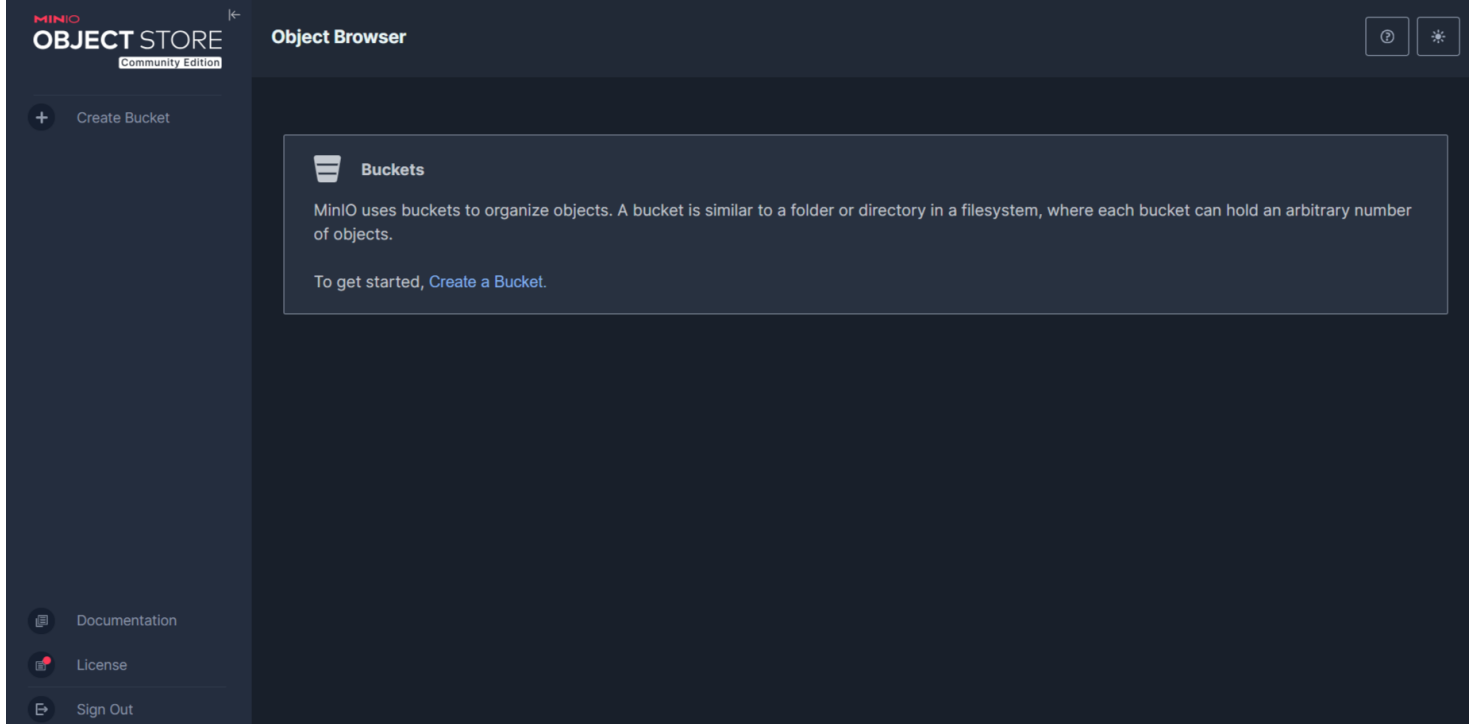 MINIO
OBJECT STORE
Community Edition
Create Bucket
Documentation
License
Sign Out
Object Browser
Buckets
MinIO uses buckets to organize objects. A bucket is similar to a folder or directory in a filesystem, where each bucket can hold an arbitrary number
of objects.
To get started, Create a Bucket.